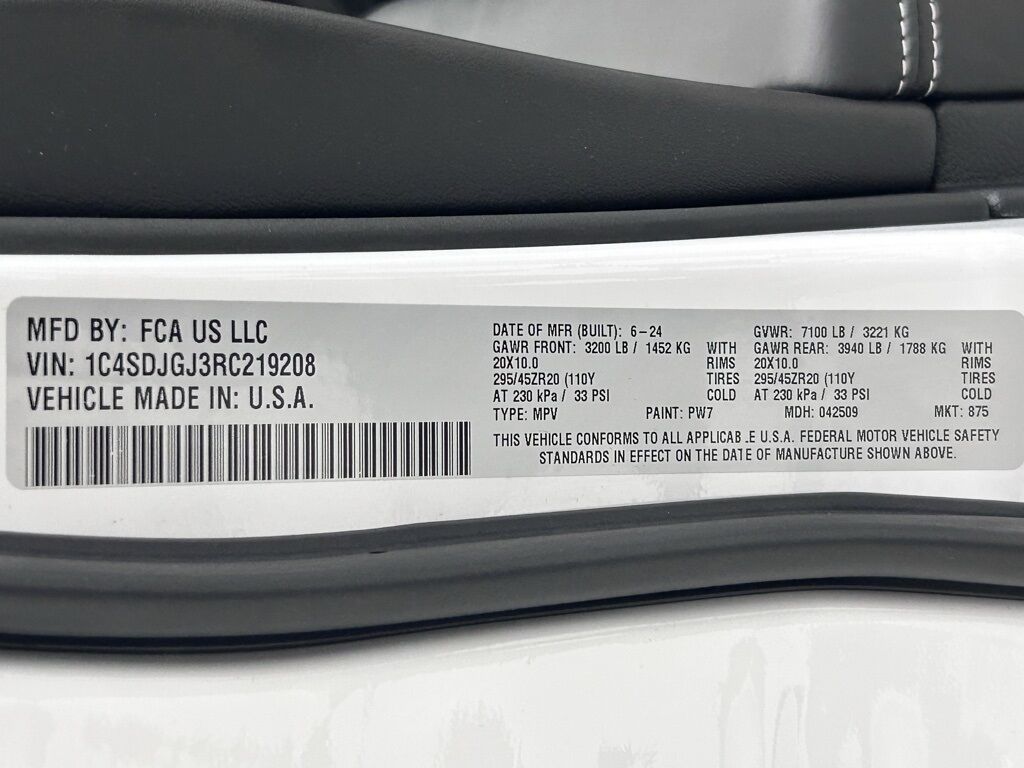 MFD BY: FCA US LLC
VIN: 1C4SDJGJ3RC219208
VEHICLE MADE IN: U.S.A.
DATE OF MFR (BUILT): 6-24 GVWR: 7100 LB / 3221 KG
GAWR FRONT: 3200 LB / 1452 KG WITH GAWR REAR: 3940 LB / 1788 KG WITH
20X10.0 RIMS 20X10.0 RIMS
295/45ZR20 (110Y TIRES 295/45ZR20 (110Y TIRES
AT 230 kPa / 33 PSI COLD AT 230 kPa / 33 PSI COLD
TYPE: MPV PAINT: PW7 MDH: 042509 MKT: 875
THIS VEHICLE CONFORMS TO ALL APPLICAB.E U.S.A. FEDERAL MOTOR VEHICLE SAFETY
STANDARDS IN EFFECT ON THE DATE OF MANUFACTURE SHOWN ABOVE.